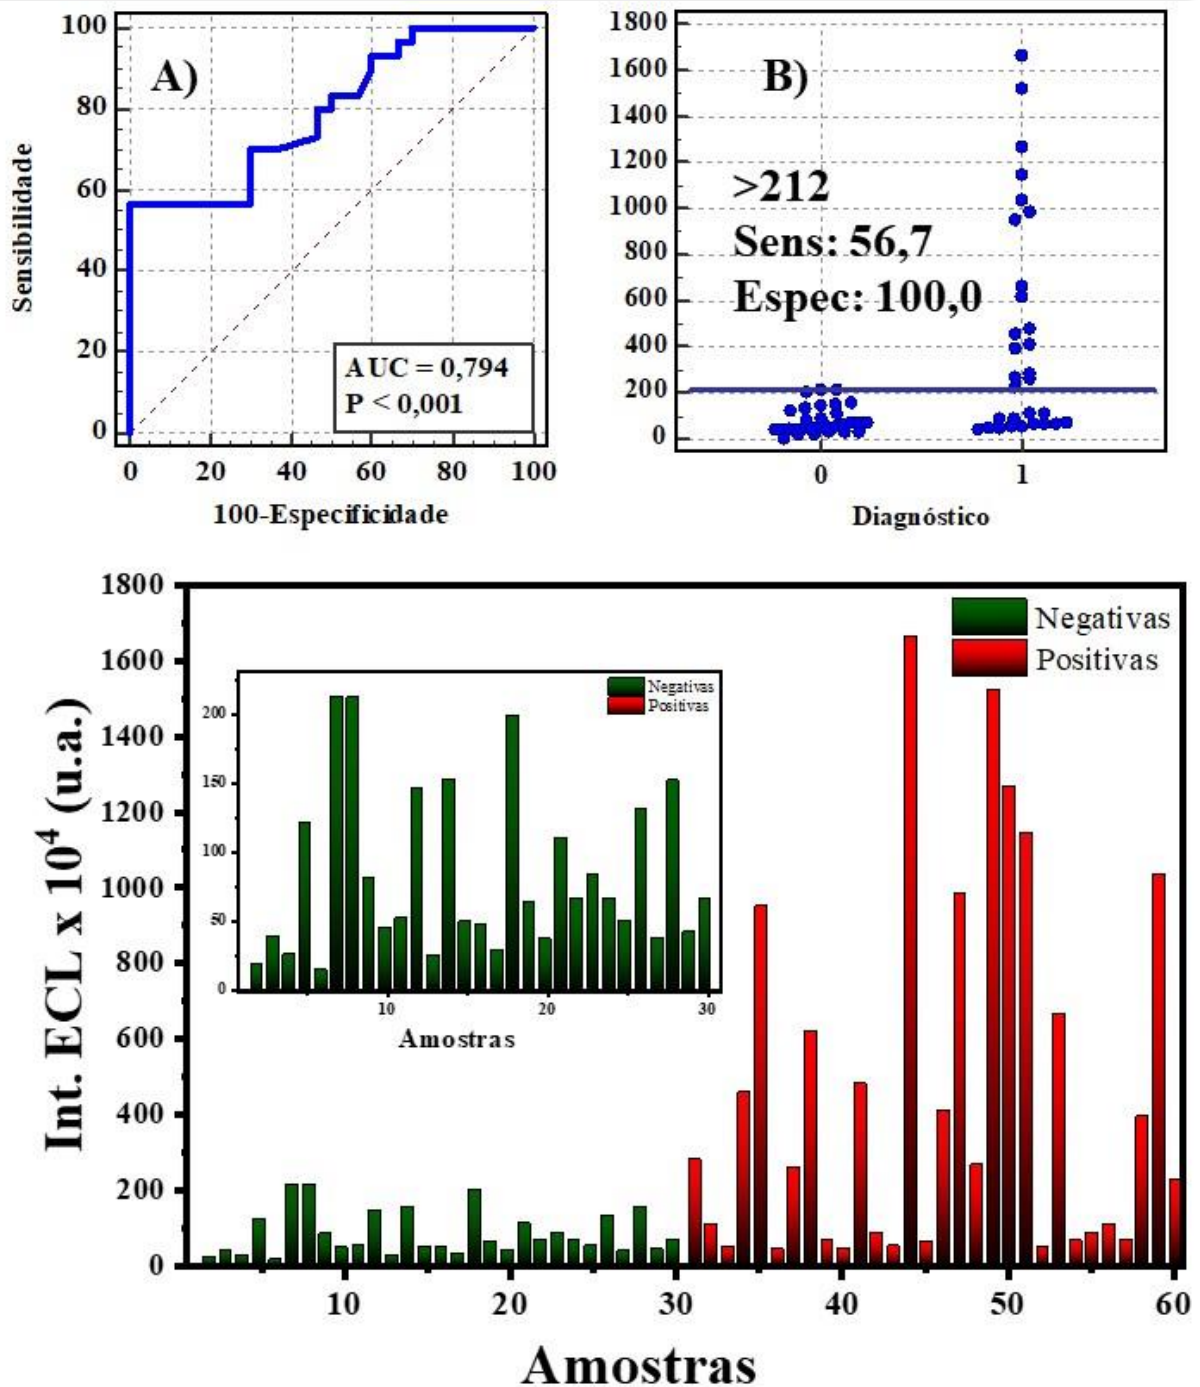 A)
100
80
60
40
20
0
Sensibilidade
AUC = 0,794
P < 0,001
0 20 40 60 80 100
100-Especificidade
B)
1800
1600
1400
1200
1000
800
600
400
200
0
>212
Sens: 56,7
Espec: 100,0
0 1
Diagnóstico
1800
1600
1400
1200
1000
800
600
400
200
0
Int. ECL x 10⁴ (u.a.)
Negativas
Positivas
200
150
100
50
0
Negativas
Positivas
10 20 30
Amostras
10 20 30 40 50 60
Amostras